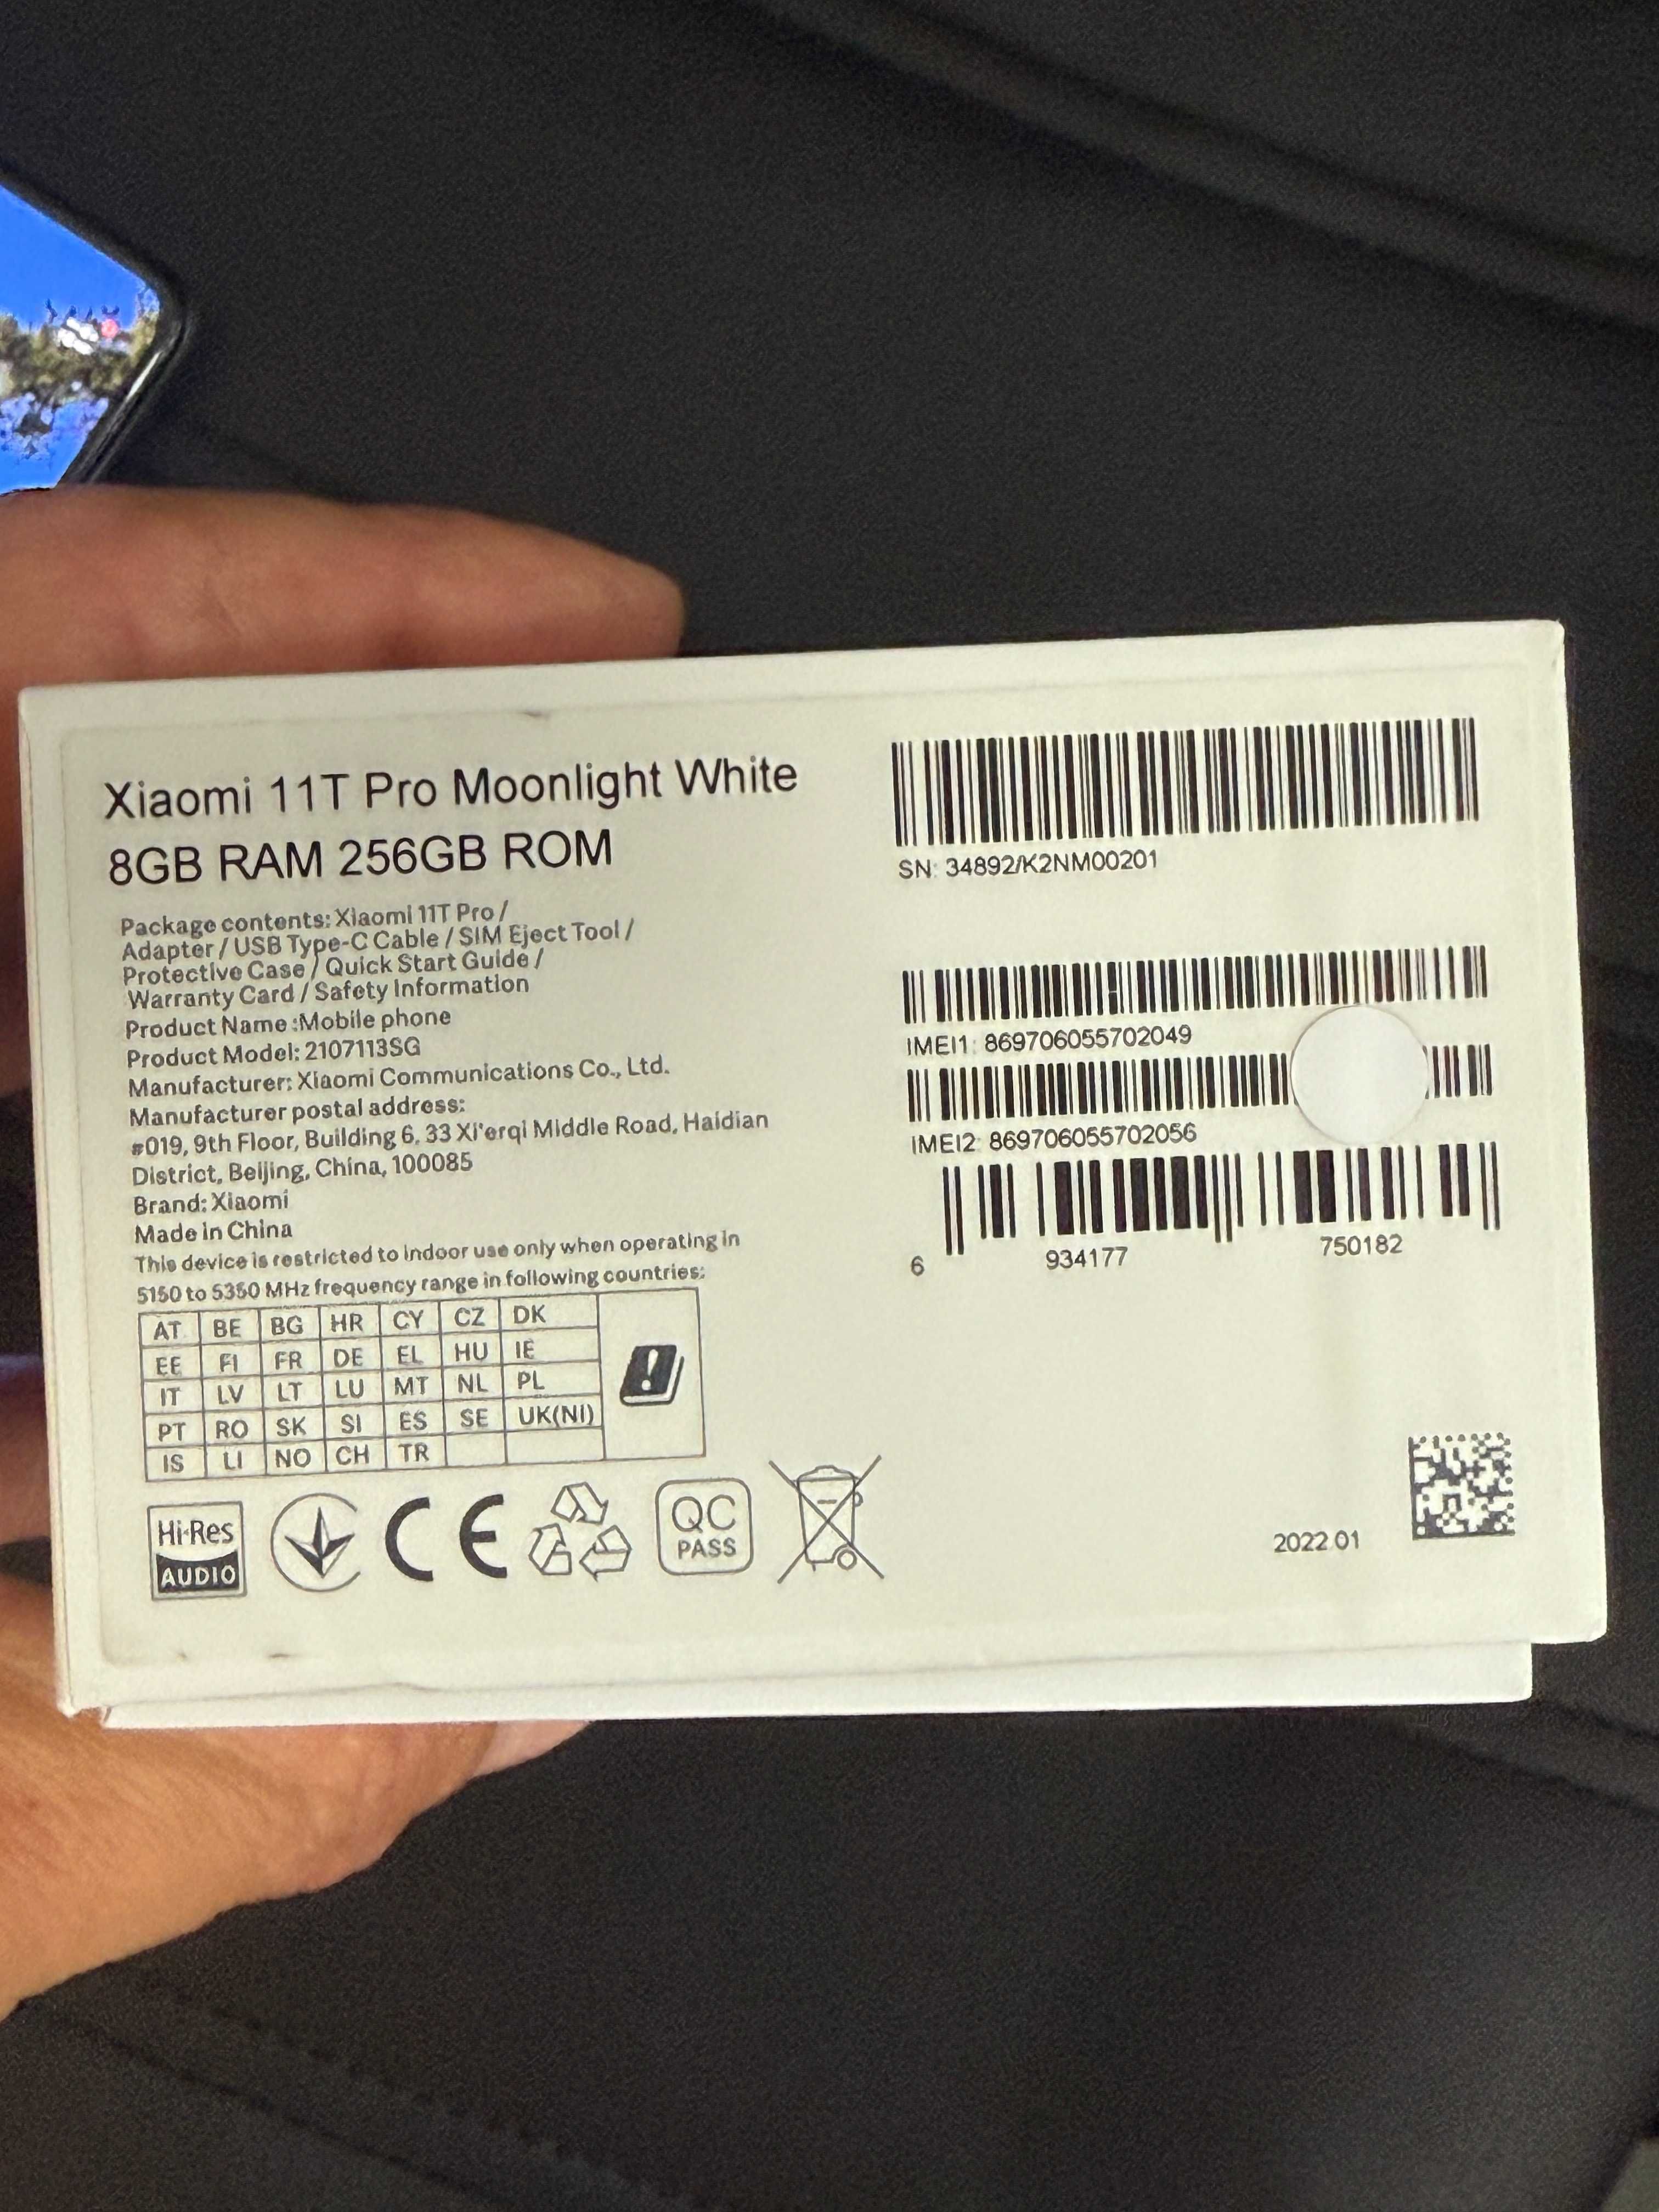 Xiaomi 11T Pro Moonlight White
8GB RAM 256GB ROM
Package contents: Xiaomi 11T Pro /
Adapter / USB Type-C Cable / SIM Eject Tool /
Protective Case / Quick Start Guide /
Warranty Card / Safety Information
Product Name :Mobile phone
Product Model: 2107113SG
Manufacturer: Xiaomi Communications Co., Ltd.
Manufacturer postal address:
#019, 9th Floor, Building 6, 33 Xi'erqi Middle Road, Haidian
District, Beijing, China, 100085
Brand: Xiaomi
Made in China
This device is restricted to indoor use only when operating in
5150 to 5350 MHz frequency range in following countries:
AT BE BG HR CY CZ DK
EE FI FR DE EL HU IE
IT LV LT LU MT NL PL
PT RO SK SI ES SE UK(NI)
IS LI NO CH TR
Hi-Res
AUDIO
CE
QC
PASS
SN: 34892/K2NM00201
IMEI1: 869706055702049
IMEI2: 869706055702056
6 934177 750182
2022.01